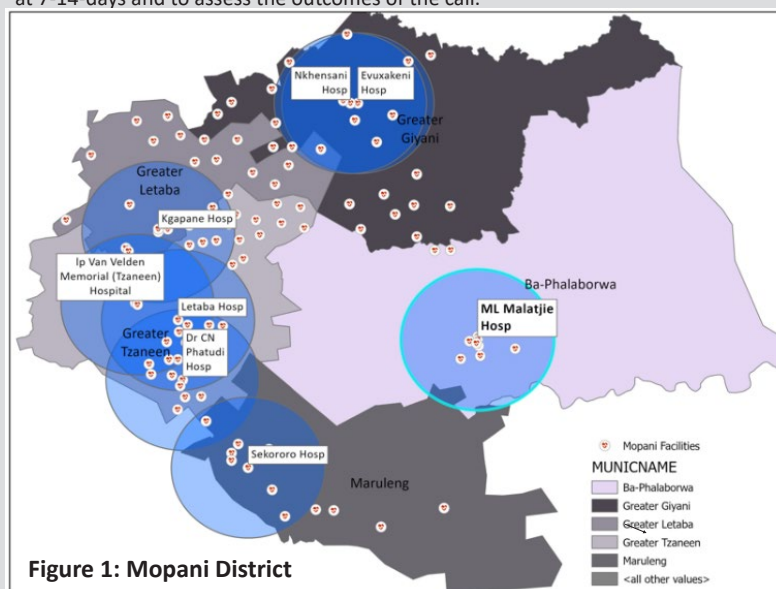 at 7-14-days and to assess the outcomes of the call.
Nkhensani
Hosp
Evuxakeni
Hosp
Greater
Giyani
Greater
Letaba
Kgapane Hosp
Ip Van Velden
Memorial (Tzaneen)
Hospital
Ba-Phalaborwa
Letaba Hosp
ML Malatjie
Hosp
Greater
Tzaneen
Dr CN
Phatudi
Hosp
Sekororo Hosp
Maruleng
Mopani Facilities
MUNICNAME
Ba-Phalaborwa
Greater Giyani
Greater Letaba
Greater Tzaneen
Maruleng
<all other values>
Figure 1: Mopani District